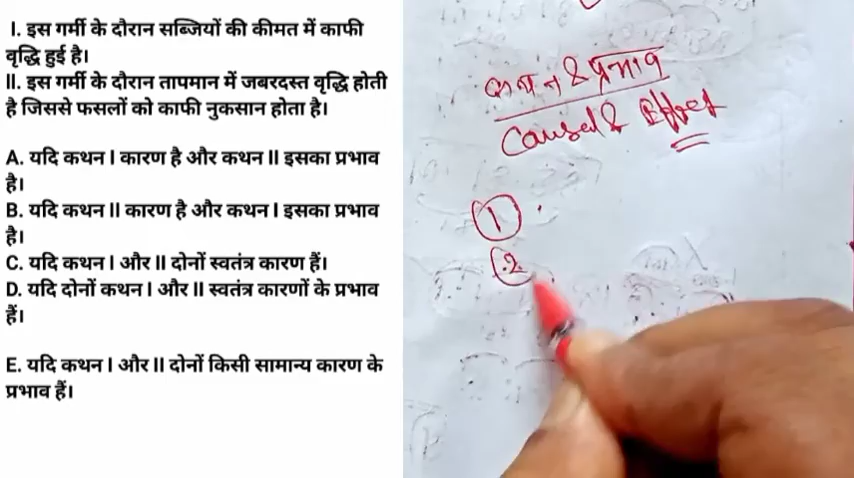 I. इस गर्मी के दौरान सब्जियों की कीमत में काफी
वृद्धि हुई है।
II. इस गर्मी के दौरान तापमान में जबरदस्त वृद्धि होती
है जिससे फसलों को काफी नुकसान होता है।
A. यदि कथन I कारण है और कथन II इसका प्रभाव
है।
B. यदि कथन II कारण है और कथन I इसका प्रभाव
है।
C. यदि कथन I और II दोनों स्वतंत्र कारण हैं।
D. यदि दोनों कथन I और II स्वतंत्र कारणों के प्रभाव
हैं।
E. यदि कथन I और II दोनों किसी सामान्य कारण के
प्रभाव हैं।
& प्रभाव
& Effect
1
2